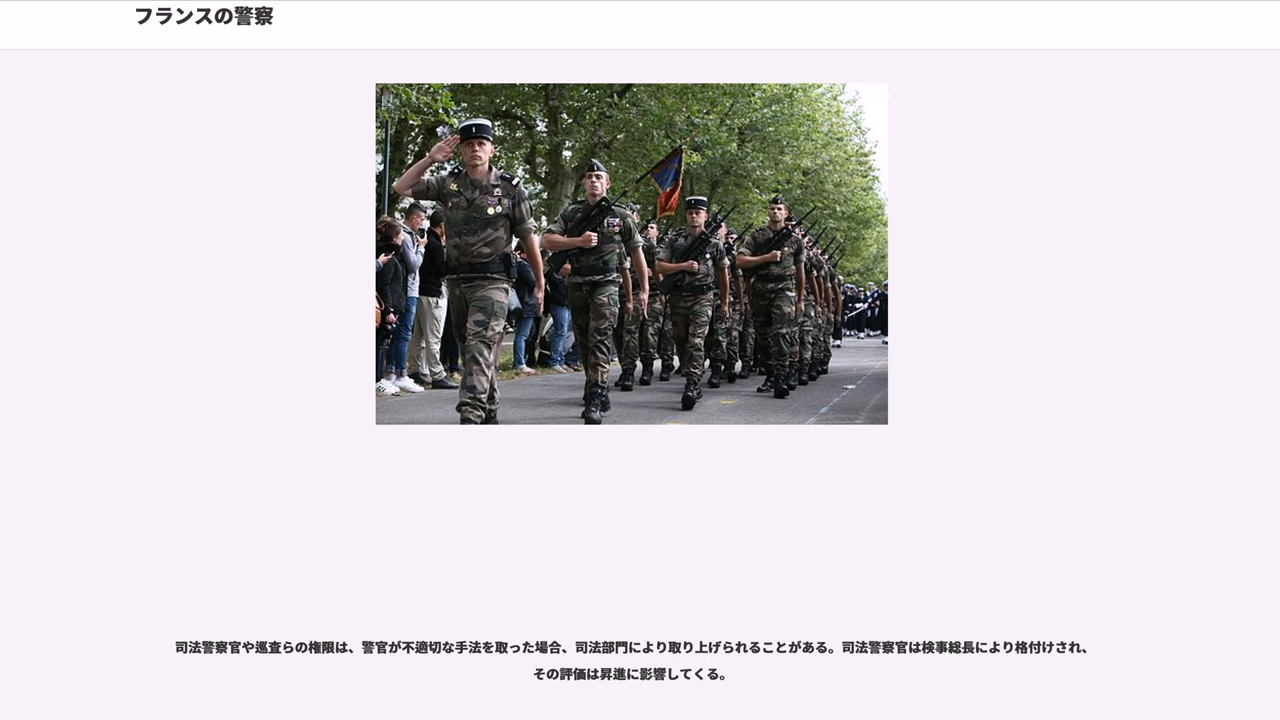 フランスの警察
司法警察官や巡査らの権限は、警官が不適切な手法を取った場合、司法部門により取り上げられることがある。司法警察官は検事総長により格付けされ、
その評価は昇進に影響してくる。